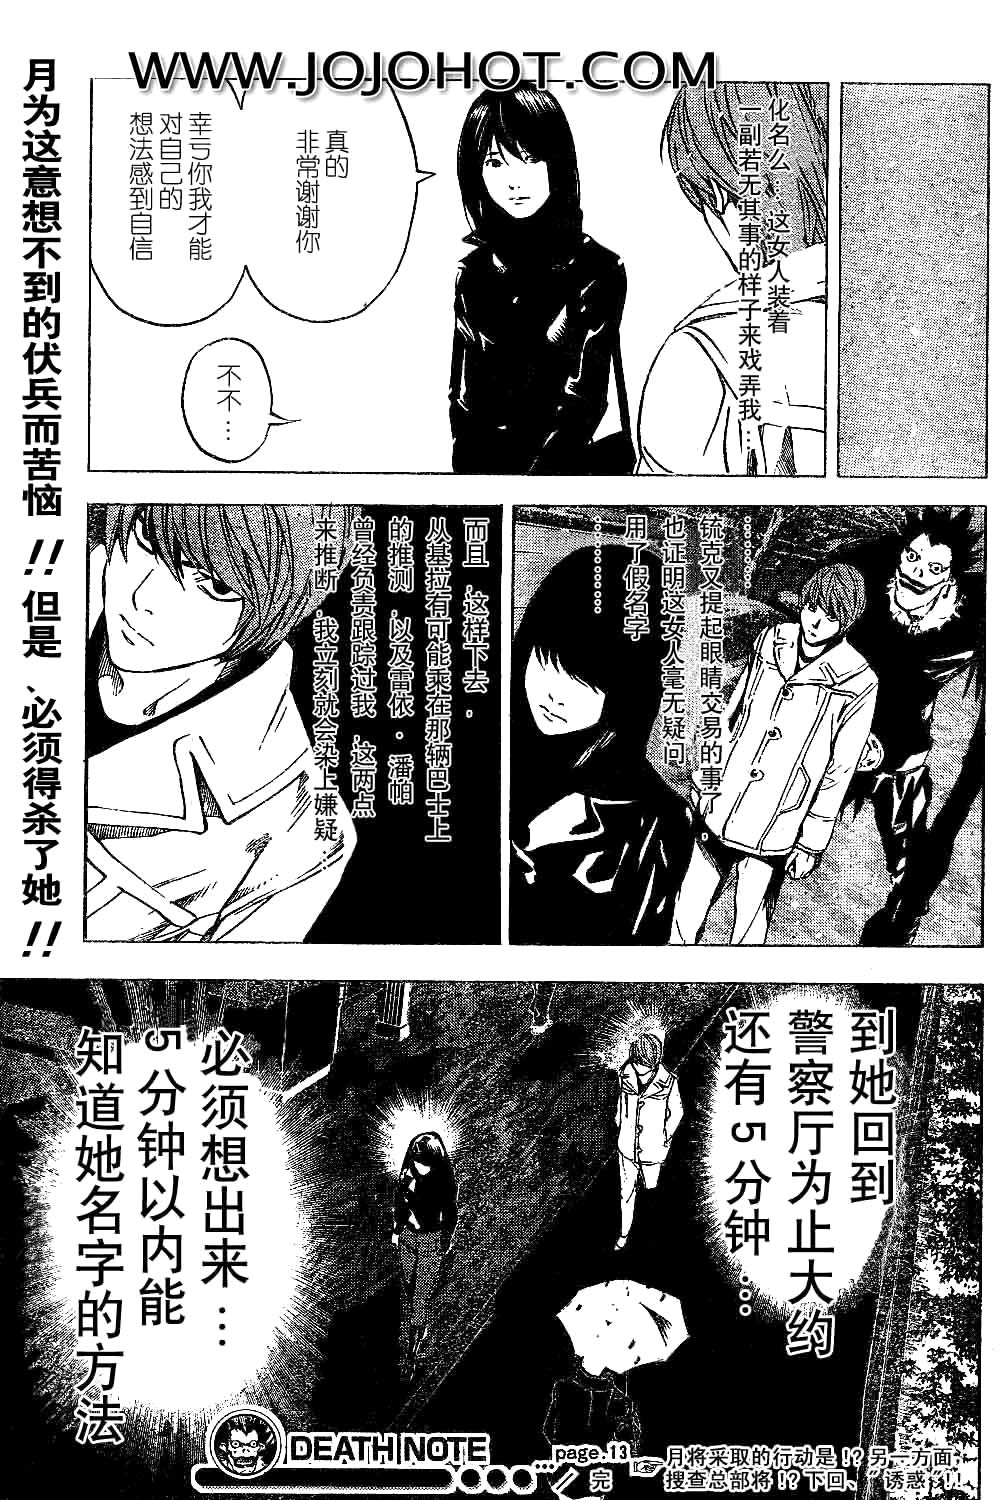 WWW.JOJOHOT.COM
化名么…这女人装着
一副若无其事的样子来戏弄我…
真的
非常谢谢你
幸亏你我才能
对自己的
想法感到自信
不不…
………
锍克又提起眼睛交易的事了.
也证明这女人毫无疑问
用了假名字
…………
而且,这样下去.
从基拉有可能乘在那辆巴士上
的推测,以及雷依。潘帕
曾经负责跟踪过我,这两点
来推断,我立刻就会染上嫌疑…
到她回到
警察厅为止大约
还有5分钟…
必须想出来…
5分钟以内能
知道她名字的方法
月为这意想不到的伏兵而苦恼!!但是、必须得杀了她!!
DEATH NOTE
...page.13
完
月将采取的行动是!?另一方面,
搜查总部将!?下回、“诱惑”!!